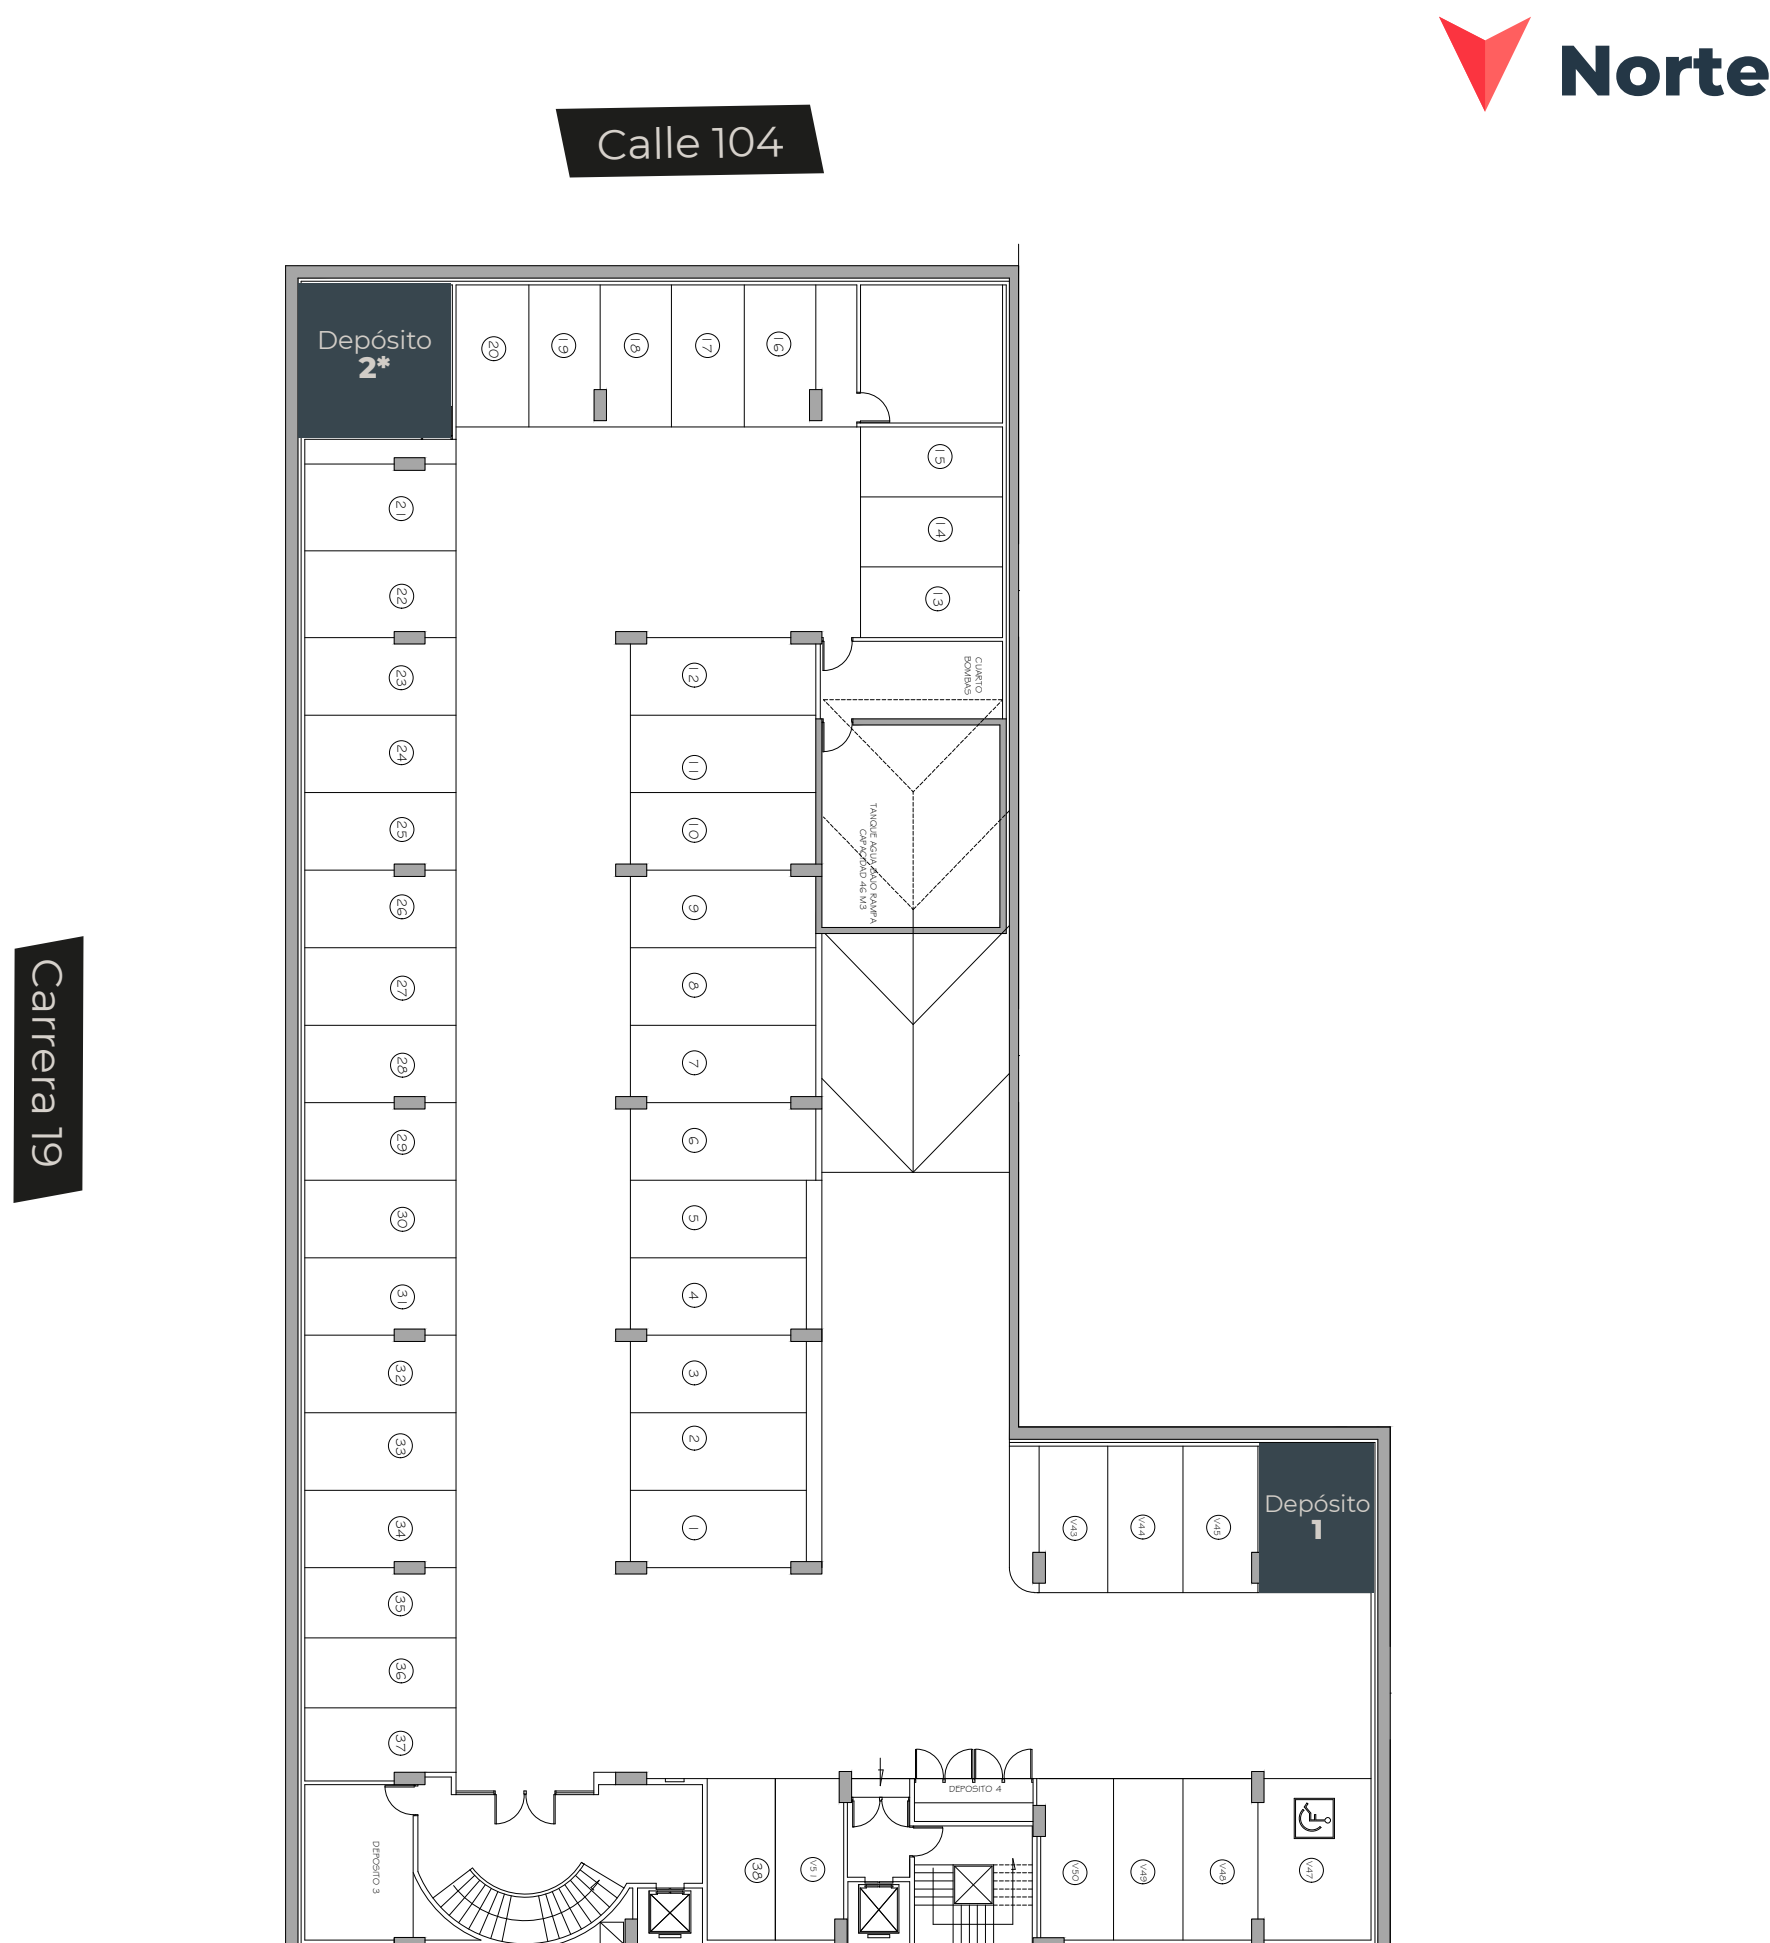 Norte
Calle 104
Depósito
2*
20
19
18
17
16
15
14
13
21
22
23
24
25
26
27
28
29
30
31
32
33
34
35
36
37
12
11
10
9
8
7
6
5
4
3
2
1
CUARTO
BOMBAS
TANQUE AGUA BAJO RAMPA
CAPACIDAD 46 M3
Carrera 19
V43
V44
V45
Depósito
1
DEPOSITO 4
DEPOSITO 3
38
V51
V50
V49
V48
V47